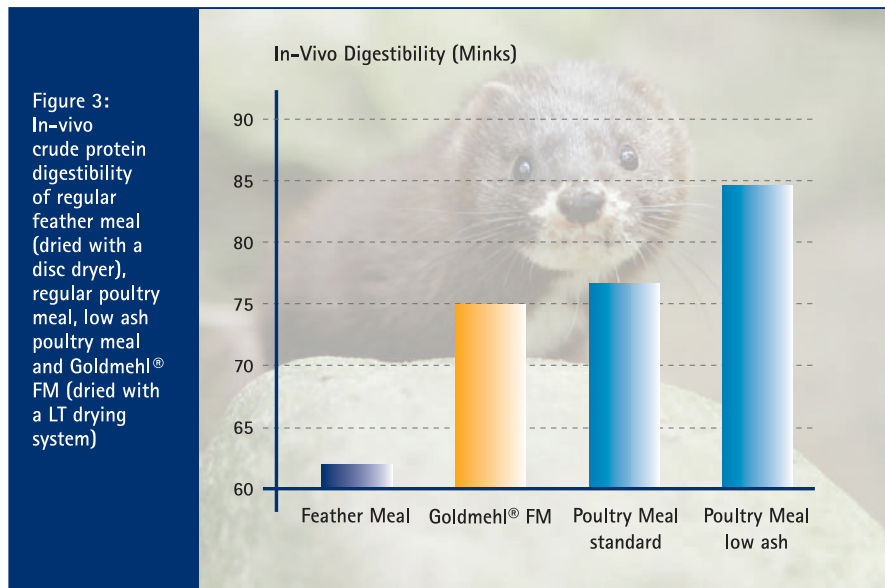 Figure 3:
In-vivo
crude protein
digestibility
of regular
feather meal
(dried with a
disc dryer),
regular poultry
meal, low ash
poultry meal
and Goldmehl®
FM (dried with
a LT drying
system)
In-Vivo Digestibility (Minks)
90
85
80
75
70
65
60
Feather Meal
Goldmehl® FM
Poultry Meal
standard
Poultry Meal
low ash